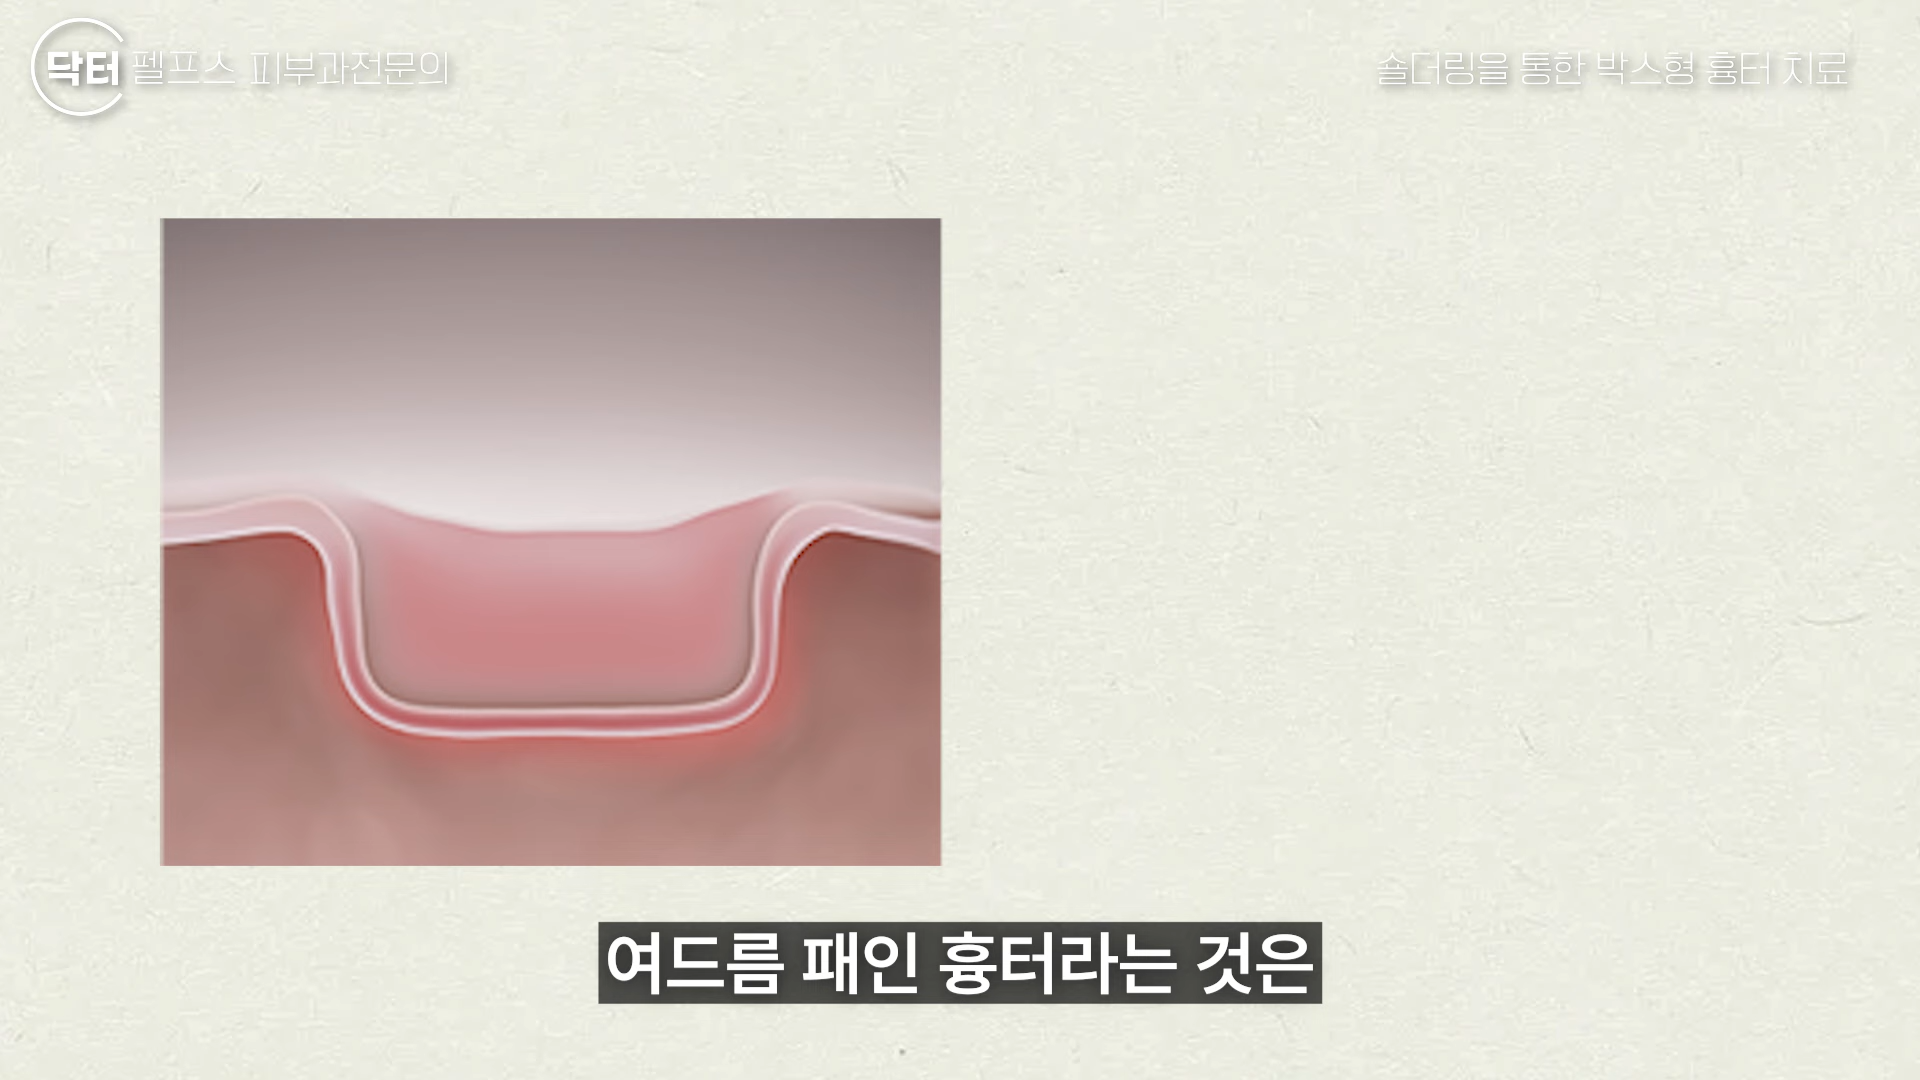 닥터 펠프스 피부과전문의
숄더링을 통한 박스형 흉터 치료
여드름 패인 흉터라는 것은